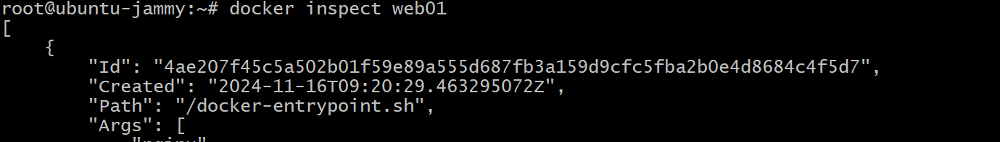 root@ubuntu-jammy:~# docker inspect web01
[
    {
        "Id": "4ae207f45c5a502b01f59e89a555d687fb3a159d9cfc5fba2b0e4d8684c4f5d7",
        "Created": "2024-11-16T09:20:29.463295072Z",
        "Path": "/docker-entrypoint.sh",
        "Args": [